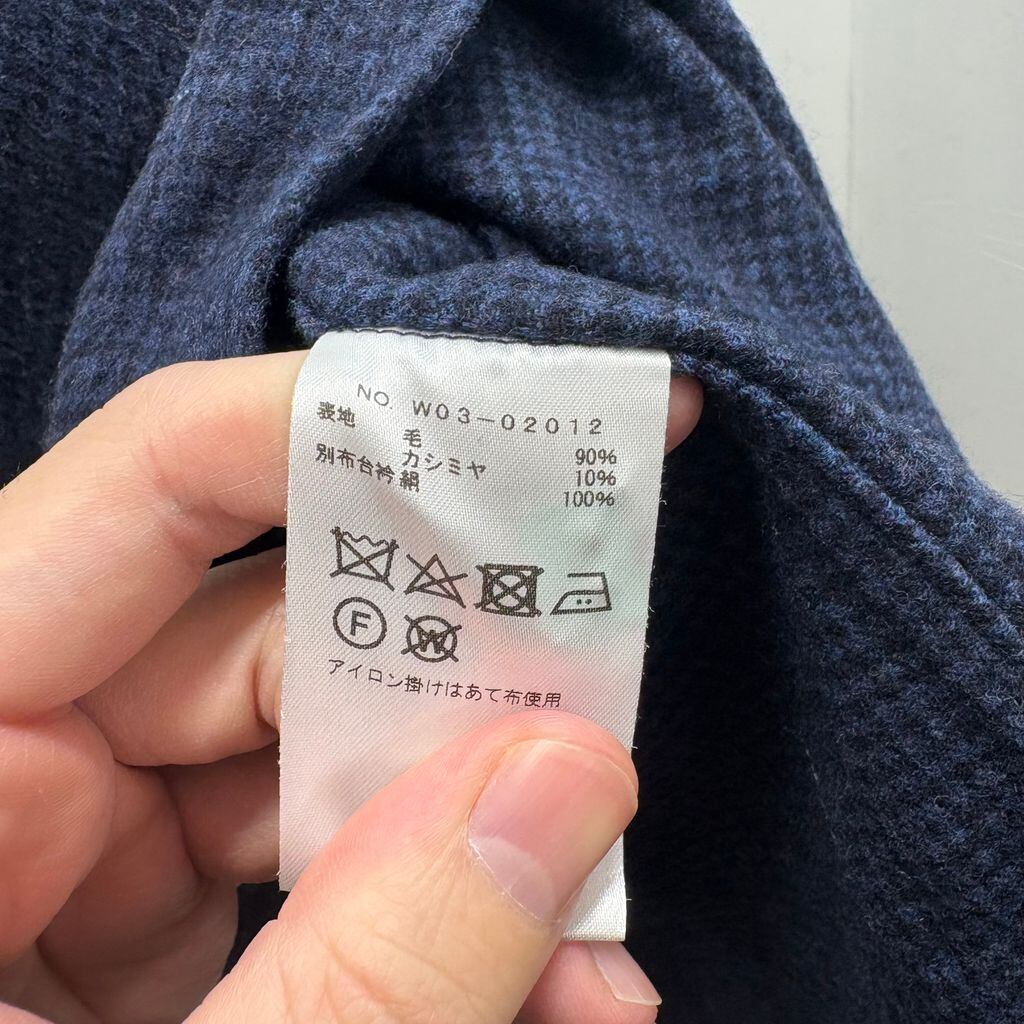 NO. W03-02012
表地 毛 90%
カシミヤ 10%
別布台衿 絹 100%
F
W
アイロン掛けはあて布使用